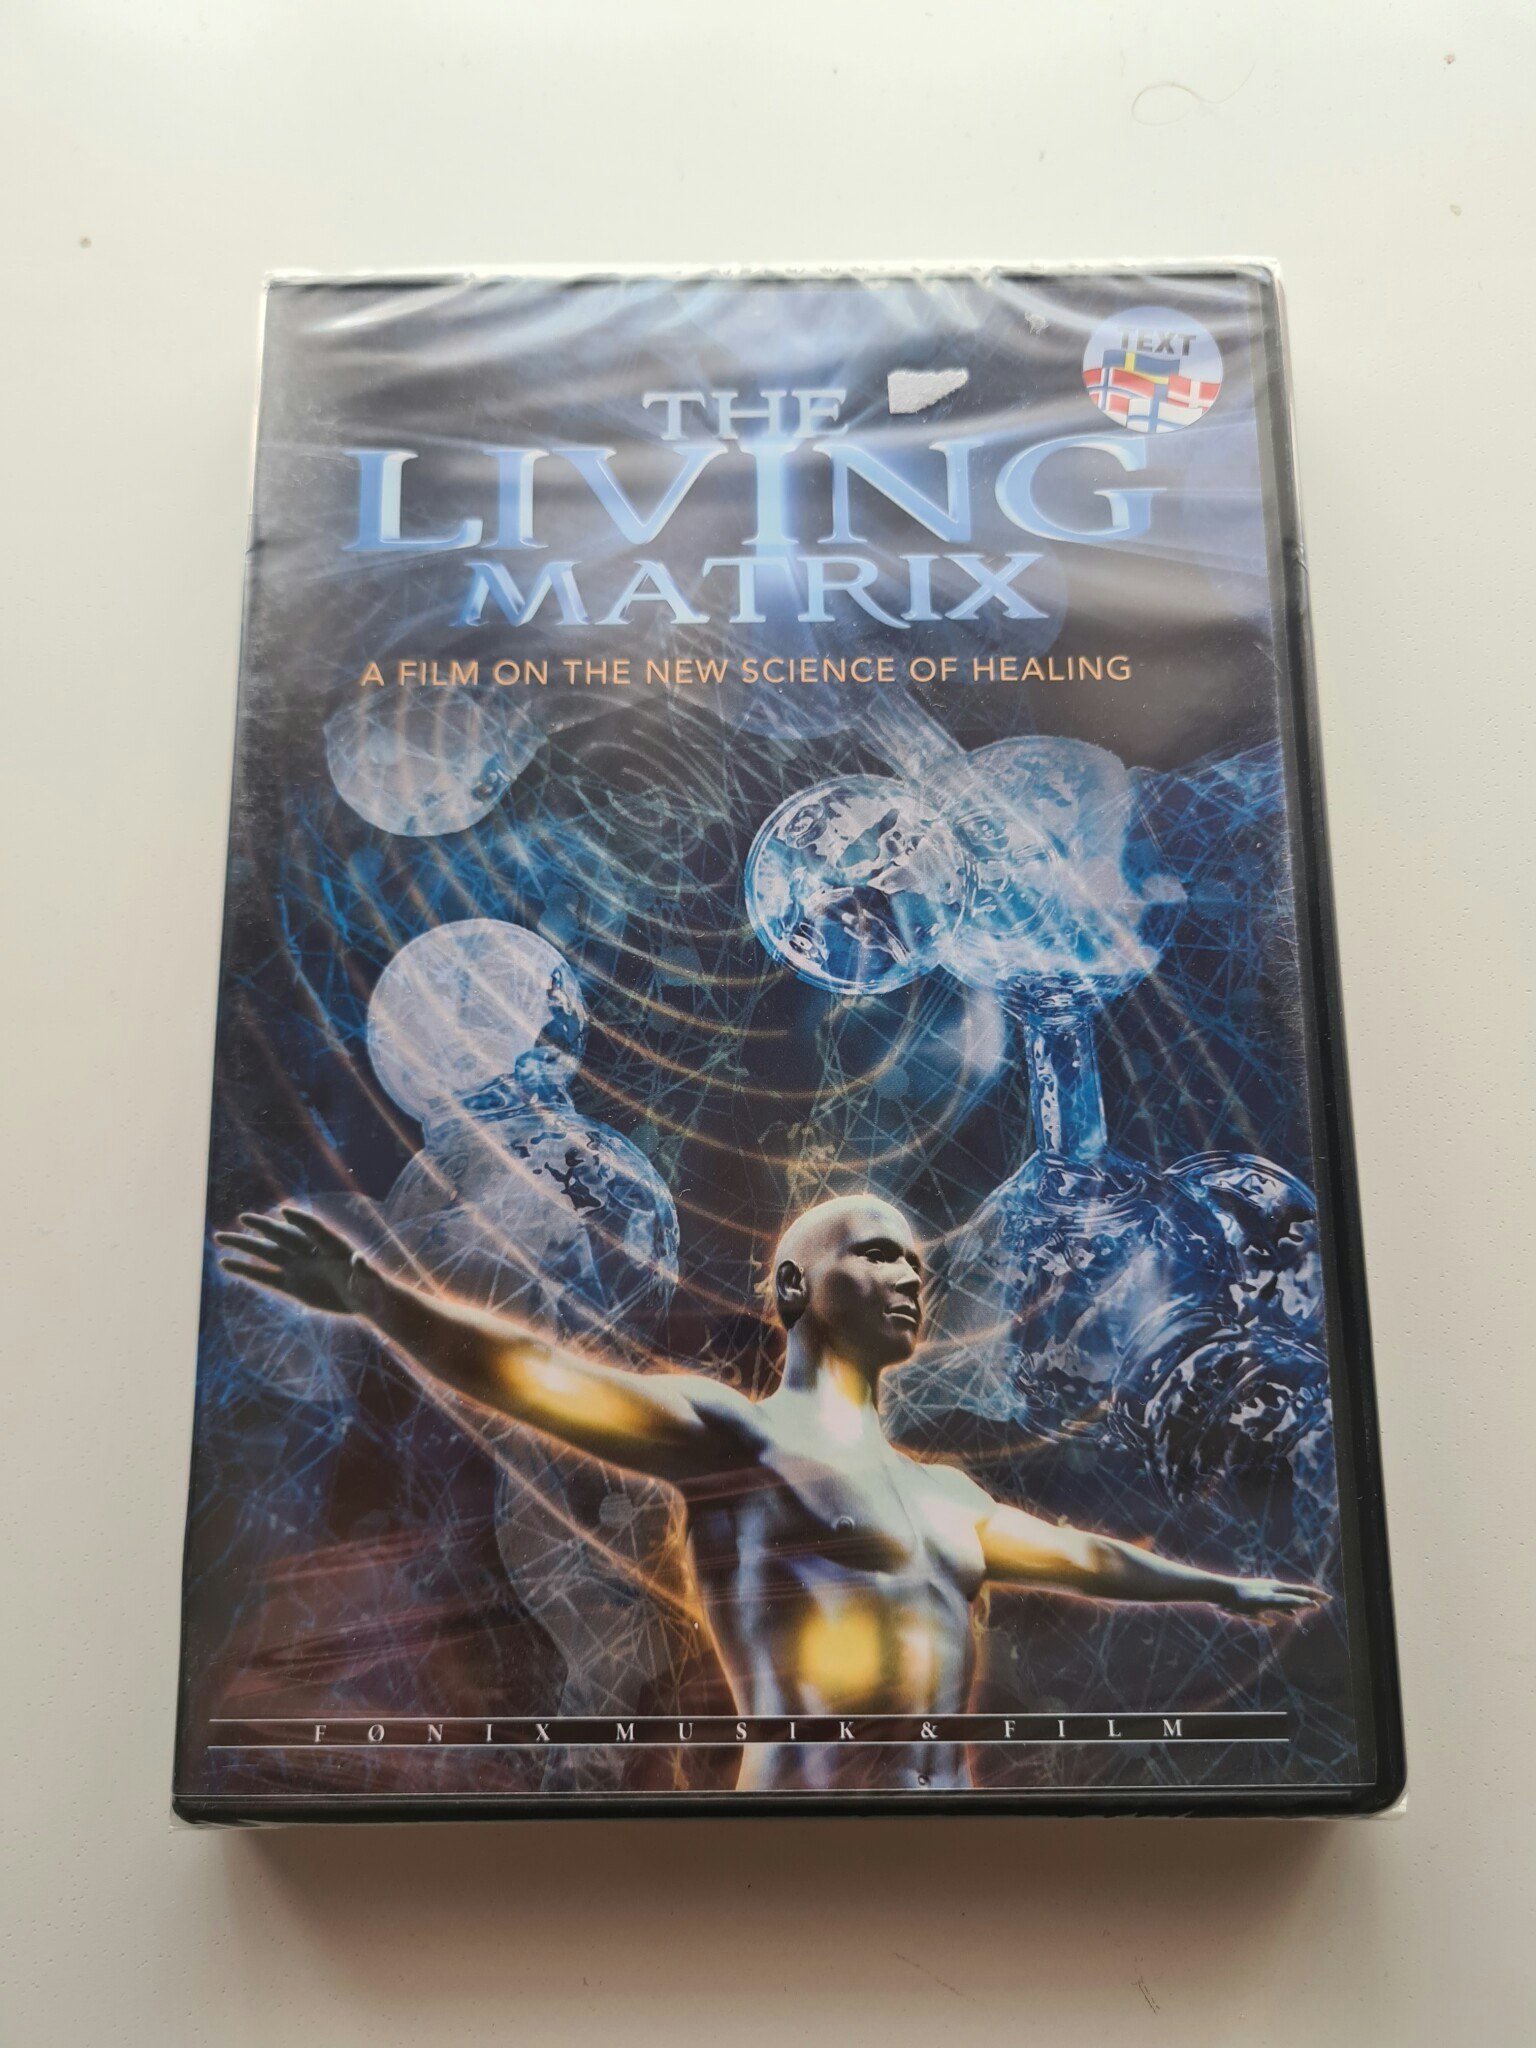 TEXT
THE
LIVING
MATRIX
A FILM ON THE NEW SCIENCE OF HEALING
FØNIX MUSIK & FILM